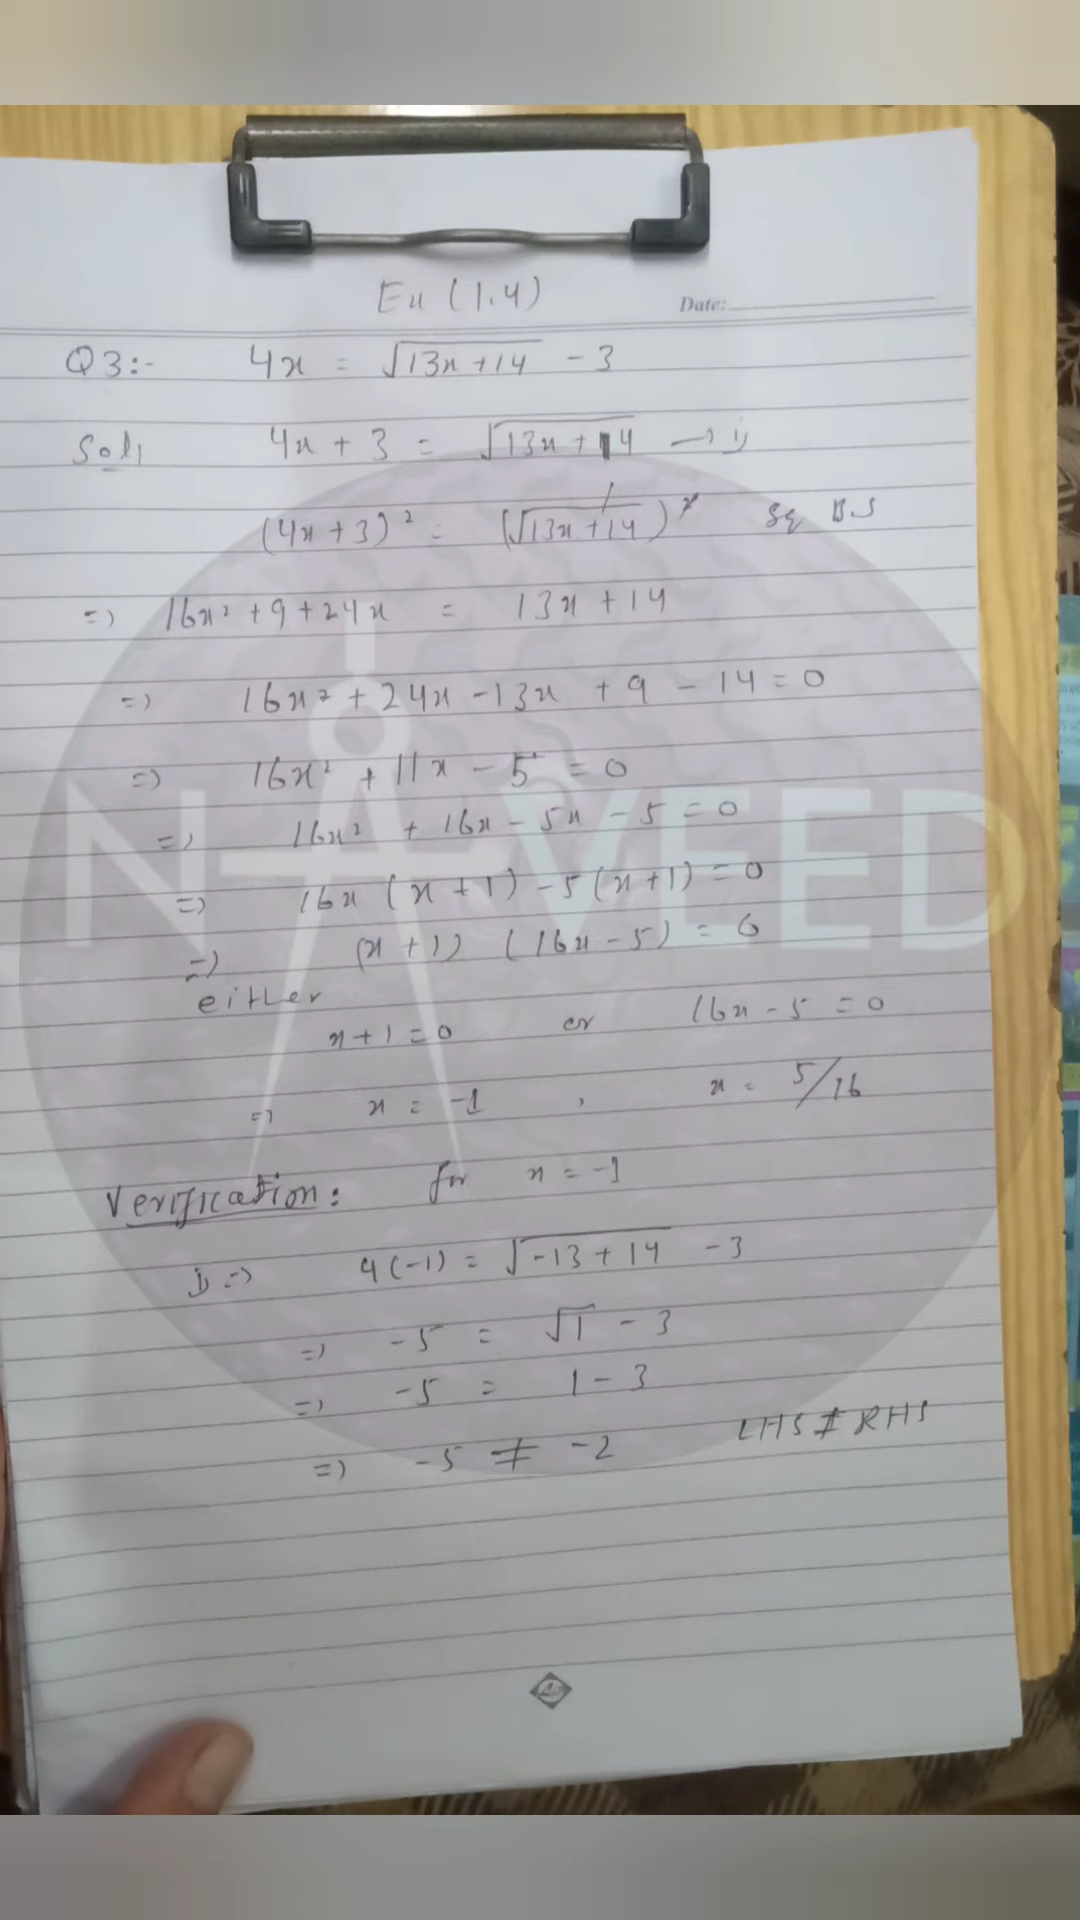 Ex (1.4)
Date:
Q3:- 4x = √13x+14 - 3
Sol, 4x + 3 = √13x+14 → i)
(4x+3)² = (√13x+14)² Sq B.S
=) 16x² + 9 + 24x = 13x + 14
=) 16x² + 24x - 13x + 9 - 14 = 0
=) 16x² + 11x - 5 = 0
=) 16x² + 16x - 5x - 5 = 0
=) 16x (x + 1) - 5 (x+1) = 0
=) (x + 1) (16x - 5) = 0
either
x + 1 = 0 or 16x - 5 = 0
=) x = -1 , x = 5/16
Verification: for x = -1
i) => 4(-1) = √-13 + 14 - 3
=) -5 = √1 - 3
=) -5 = 1 - 3
=) -5 ≠ -2 LHS ≠ RHS
NAVEED